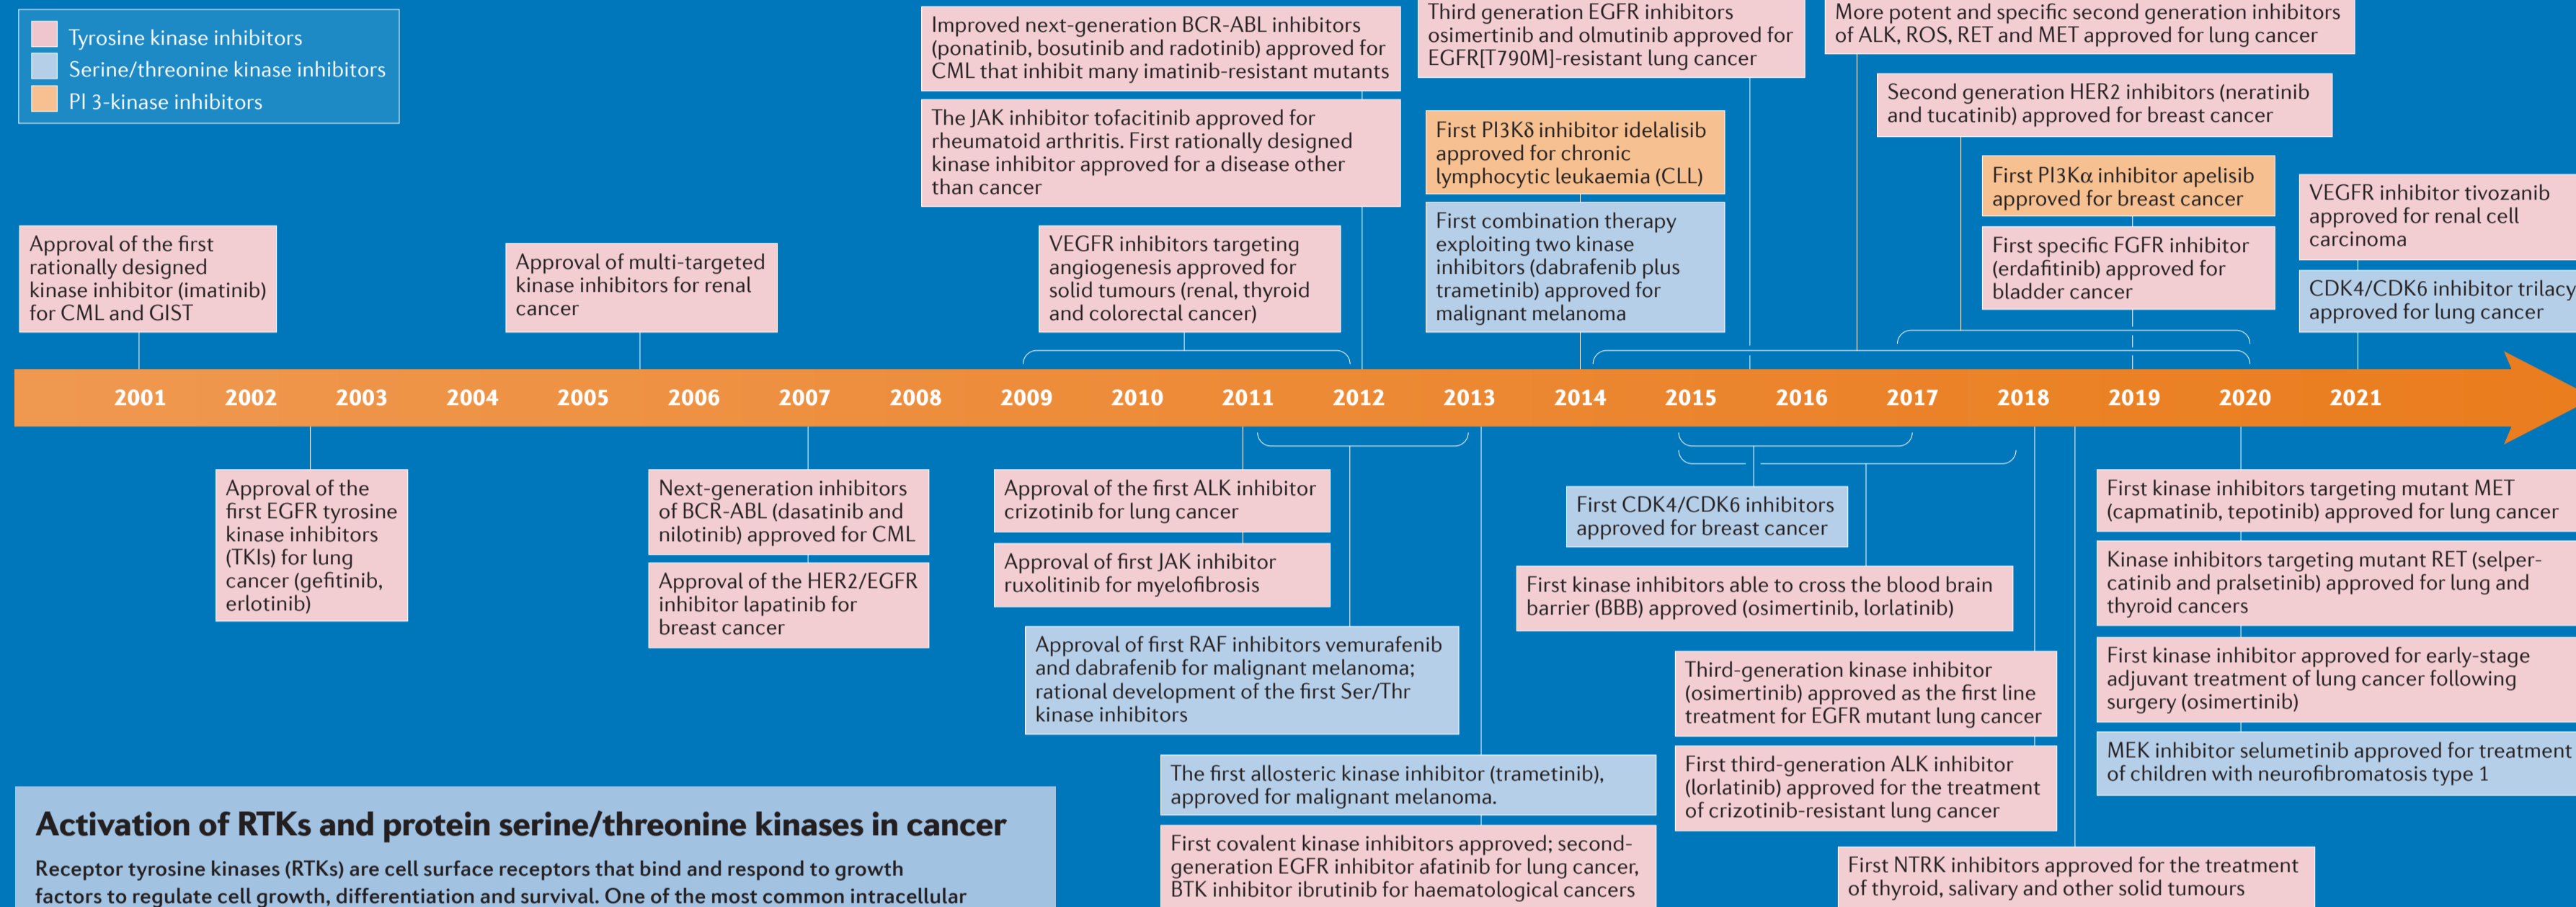 Tyrosine kinase inhibitors
Serine/threonine kinase inhibitors
PI 3-kinase inhibitors
Improved next-generation BCR-ABL inhibitors
(ponatinib, bosutinib and radotinib) approved for
CML that inhibit many imatinib-resistant mutants
The JAK inhibitor tofacitinib approved for
rheumatoid arthritis. First rationally designed
kinase inhibitor approved for a disease other
than cancer
Third generation EGFR inhibitors
osimertinib and olmutinib approved for
EGFR[T790M]-resistant lung cancer
More potent and specific second generation inhibitors
of ALK, ROS, RET and MET approved for lung cancer
Second generation HER2 inhibitors (neratinib
and tucatinib) approved for breast cancer
First PI3Kδ inhibitor idelalisib
approved for chronic
lymphocytic leukaemia (CLL)
First PI3Kα inhibitor apelisib
approved for breast cancer
VEGFR inhibitor tivozanib
approved for renal cell
carcinoma
Approval of the first
rationally designed
kinase inhibitor (imatinib)
for CML and GIST
Approval of multi-targeted
kinase inhibitors for renal
cancer
VEGFR inhibitors targeting
angiogenesis approved for
solid tumours (renal, thyroid
and colorectal cancer)
First combination therapy
exploiting two kinase
inhibitors (dabrafenib plus
trametinib) approved for
malignant melanoma
First specific FGFR inhibitor
(erdafitinib) approved for
bladder cancer
CDK4/CDK6 inhibitor trilacy
approved for lung cancer
2001 2002 2003 2004 2005 2006 2007 2008 2009 2010 2011 2012 2013 2014 2015 2016 2017 2018 2019 2020 2021
Approval of the
first EGFR tyrosine
kinase inhibitors
(TKIs) for lung
cancer (gefitinib,
erlotinib)
Next-generation inhibitors
of BCR-ABL (dasatinib and
nilotinib) approved for CML
Approval of the HER2/EGFR
inhibitor lapatinib for
breast cancer
Approval of the first ALK inhibitor
crizotinib for lung cancer
Approval of first JAK inhibitor
ruxolitinib for myelofibrosis
Approval of first RAF inhibitors vemurafenib
and dabrafenib for malignant melanoma;
rational development of the first Ser/Thr
kinase inhibitors
The first allosteric kinase inhibitor (trametinib),
approved for malignant melanoma.
First covalent kinase inhibitors approved; second-
generation EGFR inhibitor afatinib for lung cancer,
BTK inhibitor ibrutinib for haematological cancers
First CDK4/CDK6 inhibitors
approved for breast cancer
First kinase inhibitors able to cross the blood brain
barrier (BBB) approved (osimertinib, lorlatinib)
Third-generation kinase inhibitor
(osimertinib) approved as the first line
treatment for EGFR mutant lung cancer
First third-generation ALK inhibitor
(lorlatinib) approved for the treatment
of crizotinib-resistant lung cancer
First NTRK inhibitors approved for the treatment
of thyroid, salivary and other solid tumours
First kinase inhibitors targeting mutant MET
(capmatinib, tepotinib) approved for lung cancer
Kinase inhibitors targeting mutant RET (selper-
catinib and pralsetinib) approved for lung and
thyroid cancers
First kinase inhibitor approved for early-stage
adjuvant treatment of lung cancer following
surgery (osimertinib)
MEK inhibitor selumetinib approved for treatment
of children with neurofibromatosis type 1
Activation of RTKs and protein serine/threonine kinases in cancer
Receptor tyrosine kinases (RTKs) are cell surface receptors that bind and respond to growth
factors to regulate cell growth, differentiation and survival. One of the most common intracellular